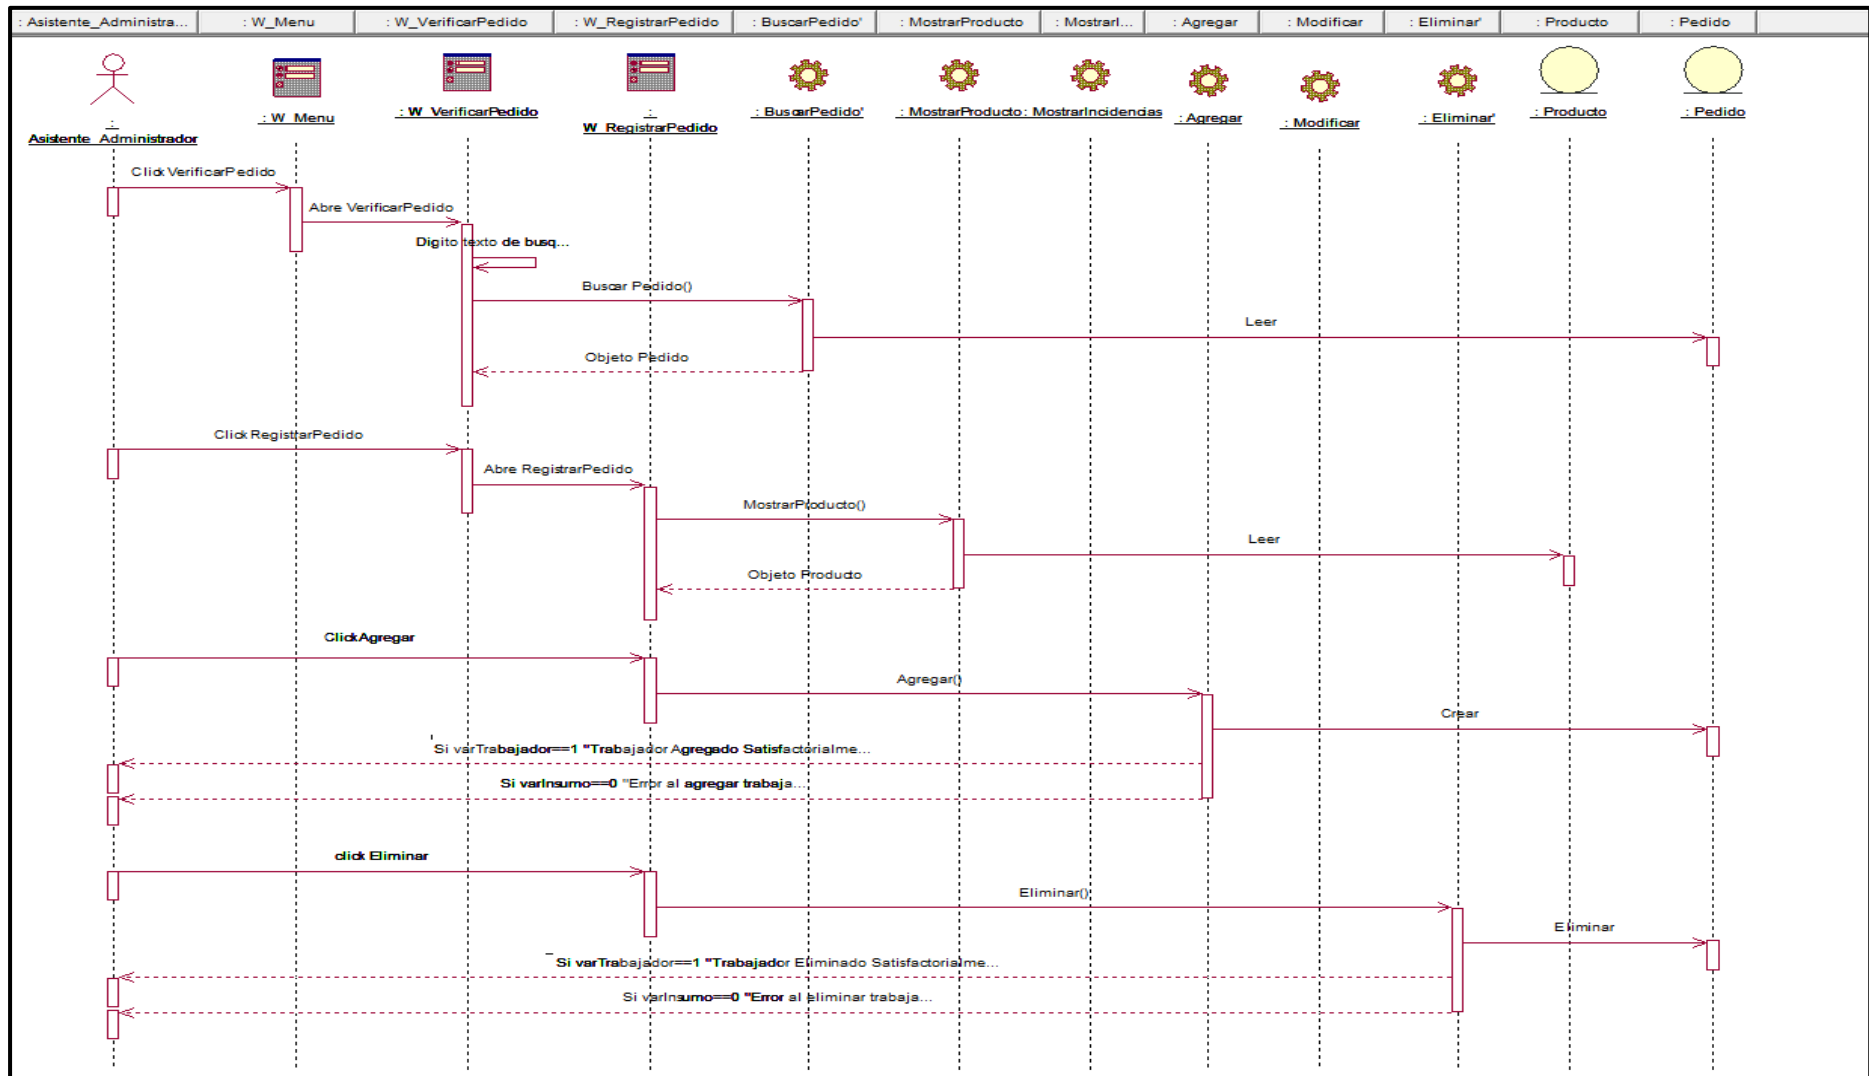 : Asistente_Administra...
: W_Menu
: W_VerificarPedido
: W_RegistrarPedido
: BuscarPedido'
: MostrarProducto
: MostrarI...
: Agregar
: Modificar
: Eliminar'
: Producto
: Pedido
:
Asistente_Administrador
: W_Menu
: W_VerificarPedido
:
W_RegistrarPedido
: BuscarPedido'
: MostrarProducto
: MostrarIncidencias
: Agregar
: Modificar
: Eliminar'
: Producto
: Pedido
Click VerificarPedido
Abre VerificarPedido
Digito texto de busq...
Buscar Pedido()
Leer
Objeto Pedido
Click RegistrarPedido
Abre RegistrarPedido
MostrarProducto()
Leer
Objeto Producto
Click Agregar
Agregar()
Crear
Si varTrabajador==1 "Trabajador Agregado Satisfactorialme...
Si varInsumo==0 "Error al agregar trabaja...
click Eliminar
Eliminar()
Eliminar
Si varTrabajador==1 "Trabajador Eliminado Satisfactorialme...
Si varInsumo==0 "Error al eliminar trabaja...